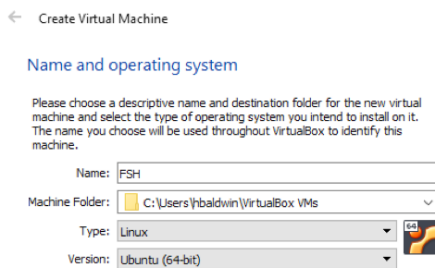 Create Virtual Machine
Name and operating system
Please choose a descriptive name and destination folder for the new virtual
machine and select the type of operating system you intend to install on it.
The name you choose will be used throughout VirtualBox to identify this
machine.
Name: FSH
Machine Folder: C:\Users\hbaldwin\VirtualBox VMs
Type: Linux
64
Version: Ubuntu (64-bit)